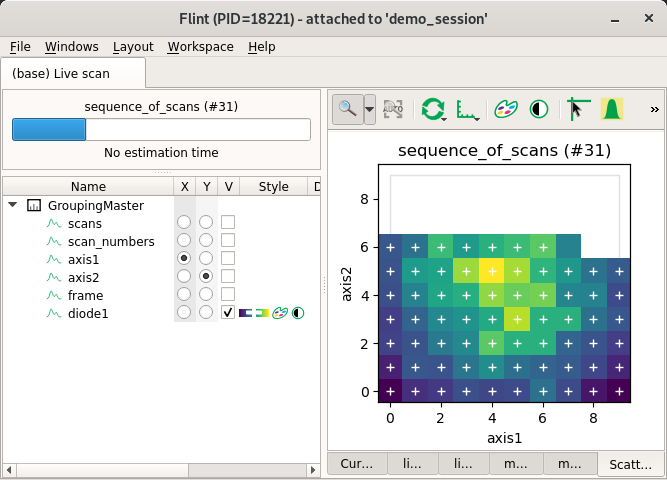 Flint (PID=18221) - attached to 'demo_session'
File Windows Layout Workspace Help
(base) Live scan
sequence_of_scans (#31)
No estimation time
Name X Y V Style D
GroupingMaster
scans
scan_numbers
axis1
axis2
frame
diode1
AUTO
»
sequence_of_scans (#31)
8
6
4
2
0
axis2
0 2 4 6 8
axis1
Cur... li... li... m... m... Scatt...